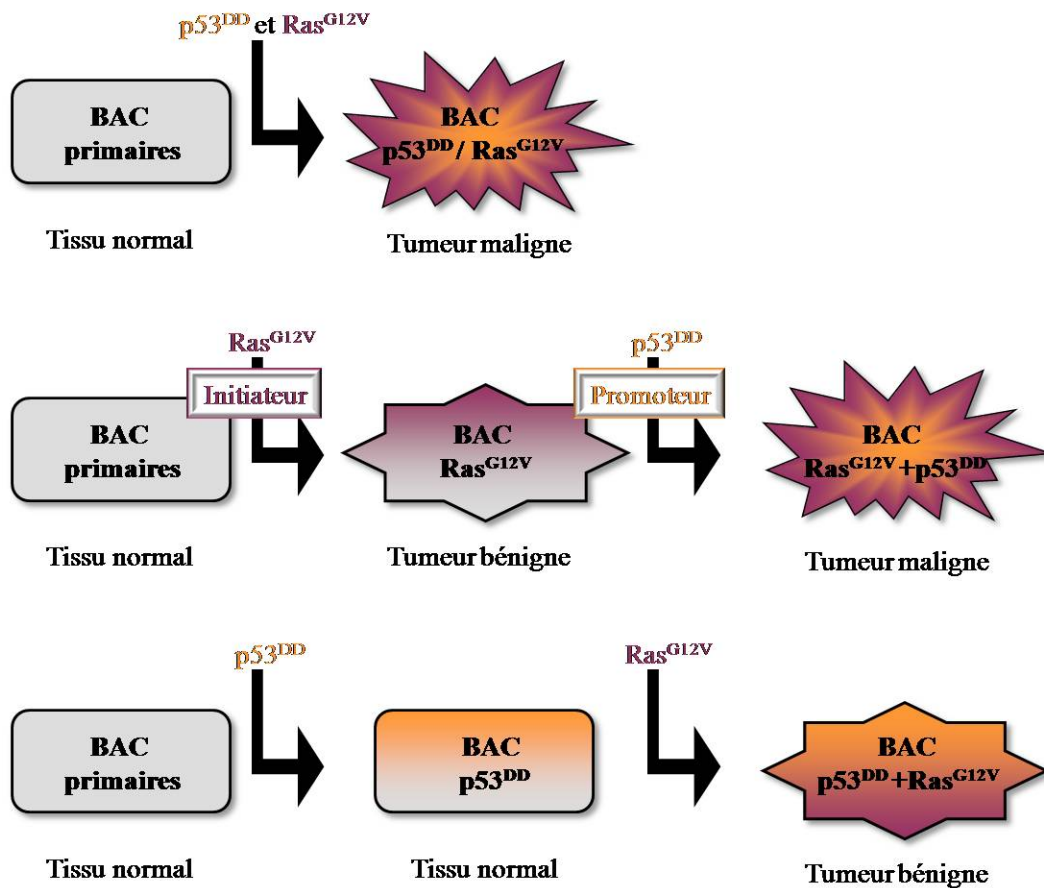 p53DD et RasG12V
BAC
primaires
BAC
p53DD / RasG12V
Tissu normal
Tumeur maligne
RasG12V
p53DD
Initiateur
Promoteur
BAC
primaires
BAC
RasG12V
BAC
RasG12V +p53DD
Tissu normal
Tumeur bénigne
Tumeur maligne
p53DD
RasG12V
BAC
primaires
BAC
p53DD
BAC
p53DD+RasG12V
Tissu normal
Tissu normal
Tumeur bénigne